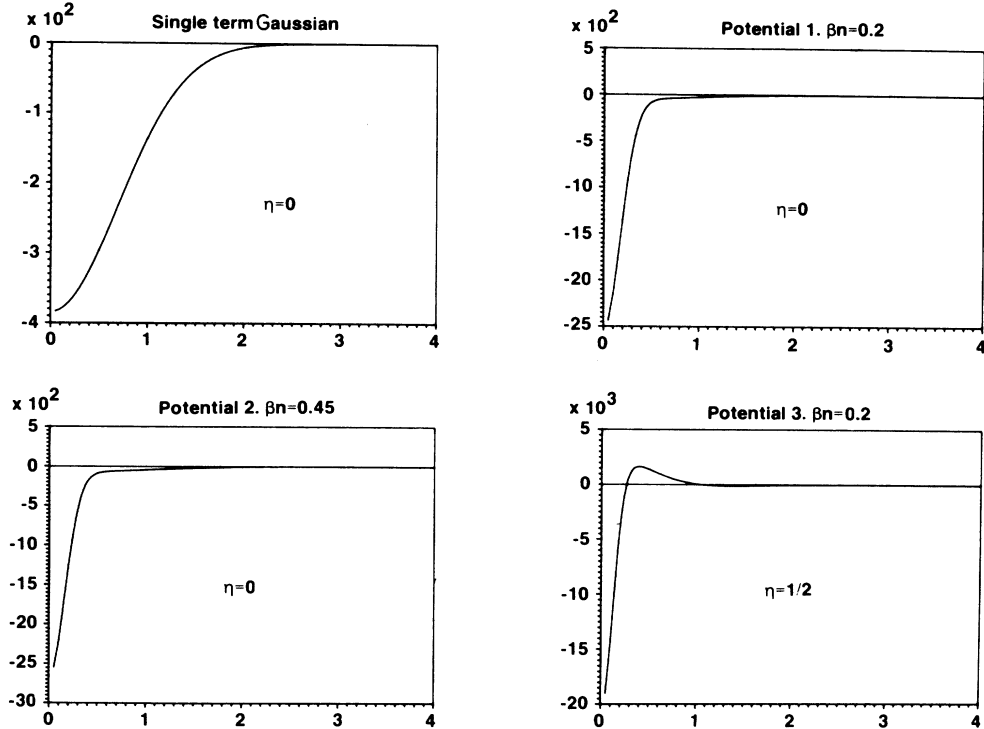 x 10²
Single term Gaussian
0
-1
-2
-3
-4
η=0
0 1 2 3 4
x 10²
Potential 1. βn=0.2
5
0
-5
-10
-15
-20
-25
η=0
0 1 2 3 4
x 10²
Potential 2. βn=0.45
5
0
-5
-10
-15
-20
-25
-30
η=0
0 1 2 3 4
x 10³
Potential 3. βn=0.2
5
0
-5
-10
-15
-20
η=1/2
0 1 2 3 4